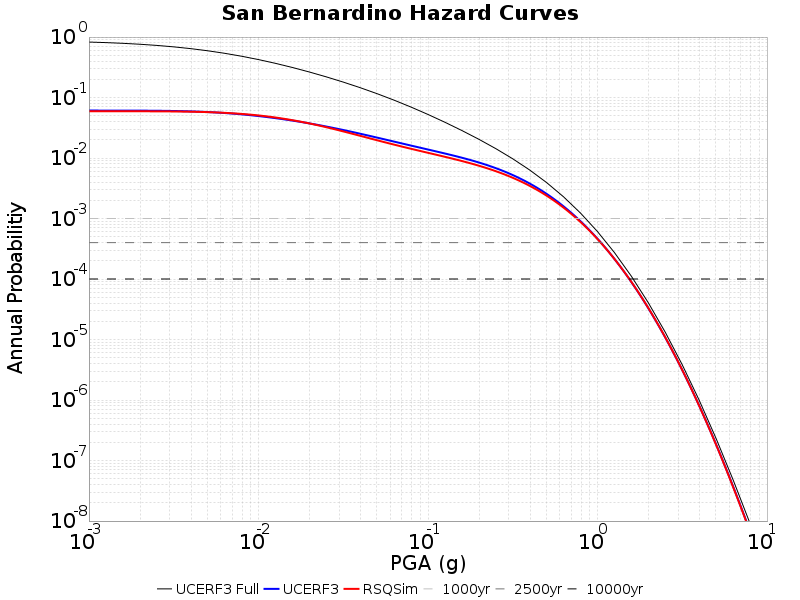 San Bernardino Hazard Curves
Annual Probabilitiy
10^0
10^-1
10^-2
10^-3
10^-4
10^-5
10^-6
10^-7
10^-8
10^-3 10^-2 10^-1 10^0 10^1
PGA (g)
UCERF3 Full UCERF3 RSQSim 1000yr 2500yr 10000yr